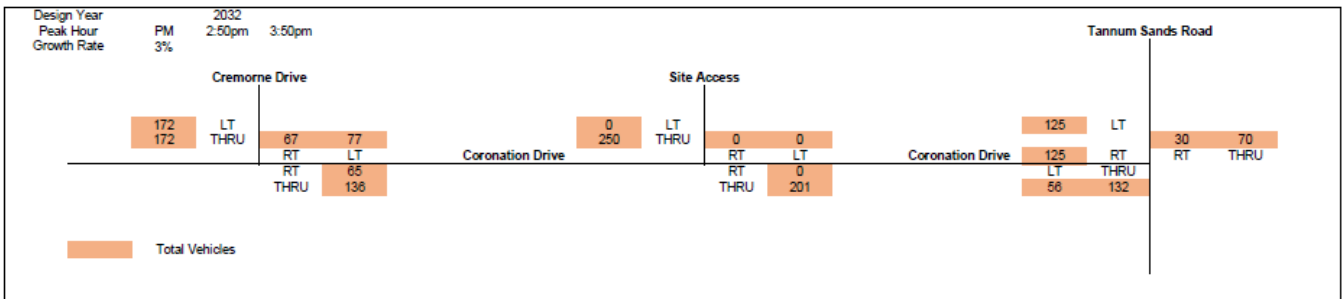 Design Year 2032
Peak Hour PM 2:50pm 3:50pm Tannum Sands Road
Growth Rate 3%
Cremorne Drive Site Access
172 LT 0 LT 125 LT
172 THRU 67 77 250 THRU 0 0 30 70
RT LT Coronation Drive RT LT Coronation Drive 125 RT RT THRU
RT 65 RT 0 LT THRU
THRU 136 THRU 201 56 132
Total Vehicles